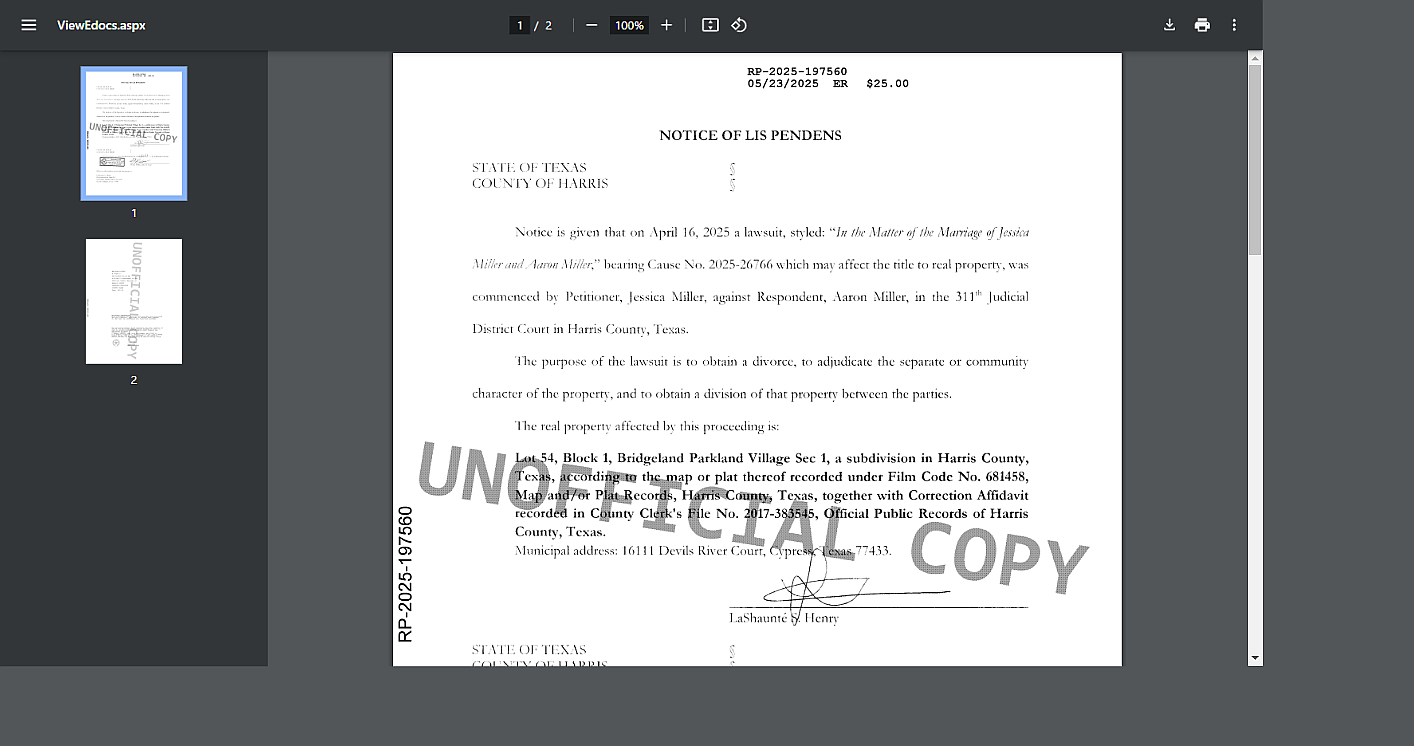 ViewEdocs.aspx
1 / 2
100%
1
2
RP-2025-197560
05/23/2025 ER $25.00
NOTICE OF LIS PENDENS
STATE OF TEXAS §
COUNTY OF HARRIS §
Notice is given that on April 16, 2025 a lawsuit, styled: “In the Matter of the Marriage of Jessica
Miller and Aaron Miller,” bearing Cause No. 2025-26766 which may affect the title to real property, was
commenced by Petitioner, Jessica Miller, against Respondent, Aaron Miller, in the 311th Judicial
District Court in Harris County, Texas.
The purpose of the lawsuit is to obtain a divorce, to adjudicate the separate or community
character of the property, and to obtain a division of that property between the parties.
The real property affected by this proceeding is:
Lot 54, Block 1, Bridgeland Parkland Village Sec 1, a subdivision in Harris County,
Texas, according to the map or plat thereof recorded under Film Code No. 681458,
Map and/or Plat Records, Harris County, Texas, together with Correction Affidavit
recorded in County Clerk's File No. 2017-383545, Official Public Records of Harris
County, Texas.
Municipal address: 16111 Devils River Court, Cypress, Texas 77433.
UNOFFICIAL COPY
LaShaunté S. Henry
STATE OF TEXAS §
COUNTY OF HARRIS §
RP-2025-197560
UNOFFICIAL COPY
UNOFFICIAL COPY